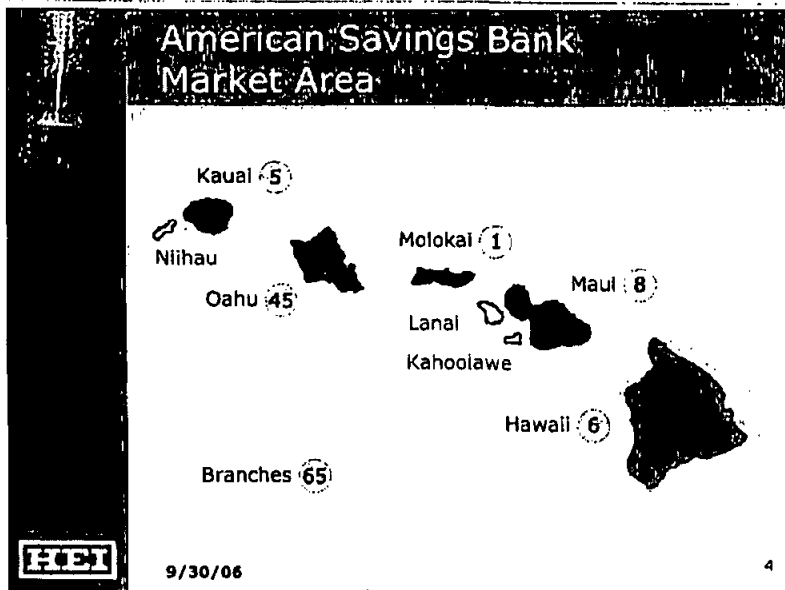 American Savings Bank
Market Area
Kauai 5
Niihau
Oahu 45
Molokai 1
Lanai
Kahoolawe
Maui 8
Hawaii 6
Branches 65
HEI
9/30/06
4